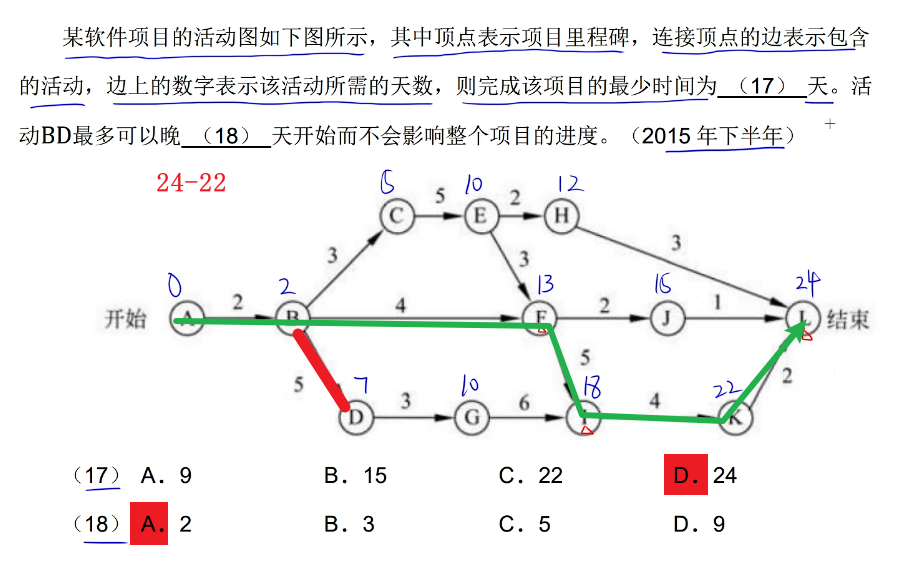 某软件项目的活动图如下图所示，其中顶点表示项目里程碑，连接顶点的边表示包含
的活动，边上的数字表示该活动所需的天数，则完成该项目的最少时间为（17）天。活
动BD最多可以晚（18）天开始而不会影响整个项目的进度。（2015年下半年）
24-22
5 10 12
C 5 E 2 H
3 3 3
0 2 13 15 24
开始 A 2 B 4 F 2 J 1 L 结束
5 7 10 5 18 22 2
D 3 G 6 I 4 K
（17） A．9 B．15 C．22 D．24
（18） A．2 B．3 C．5 D．9